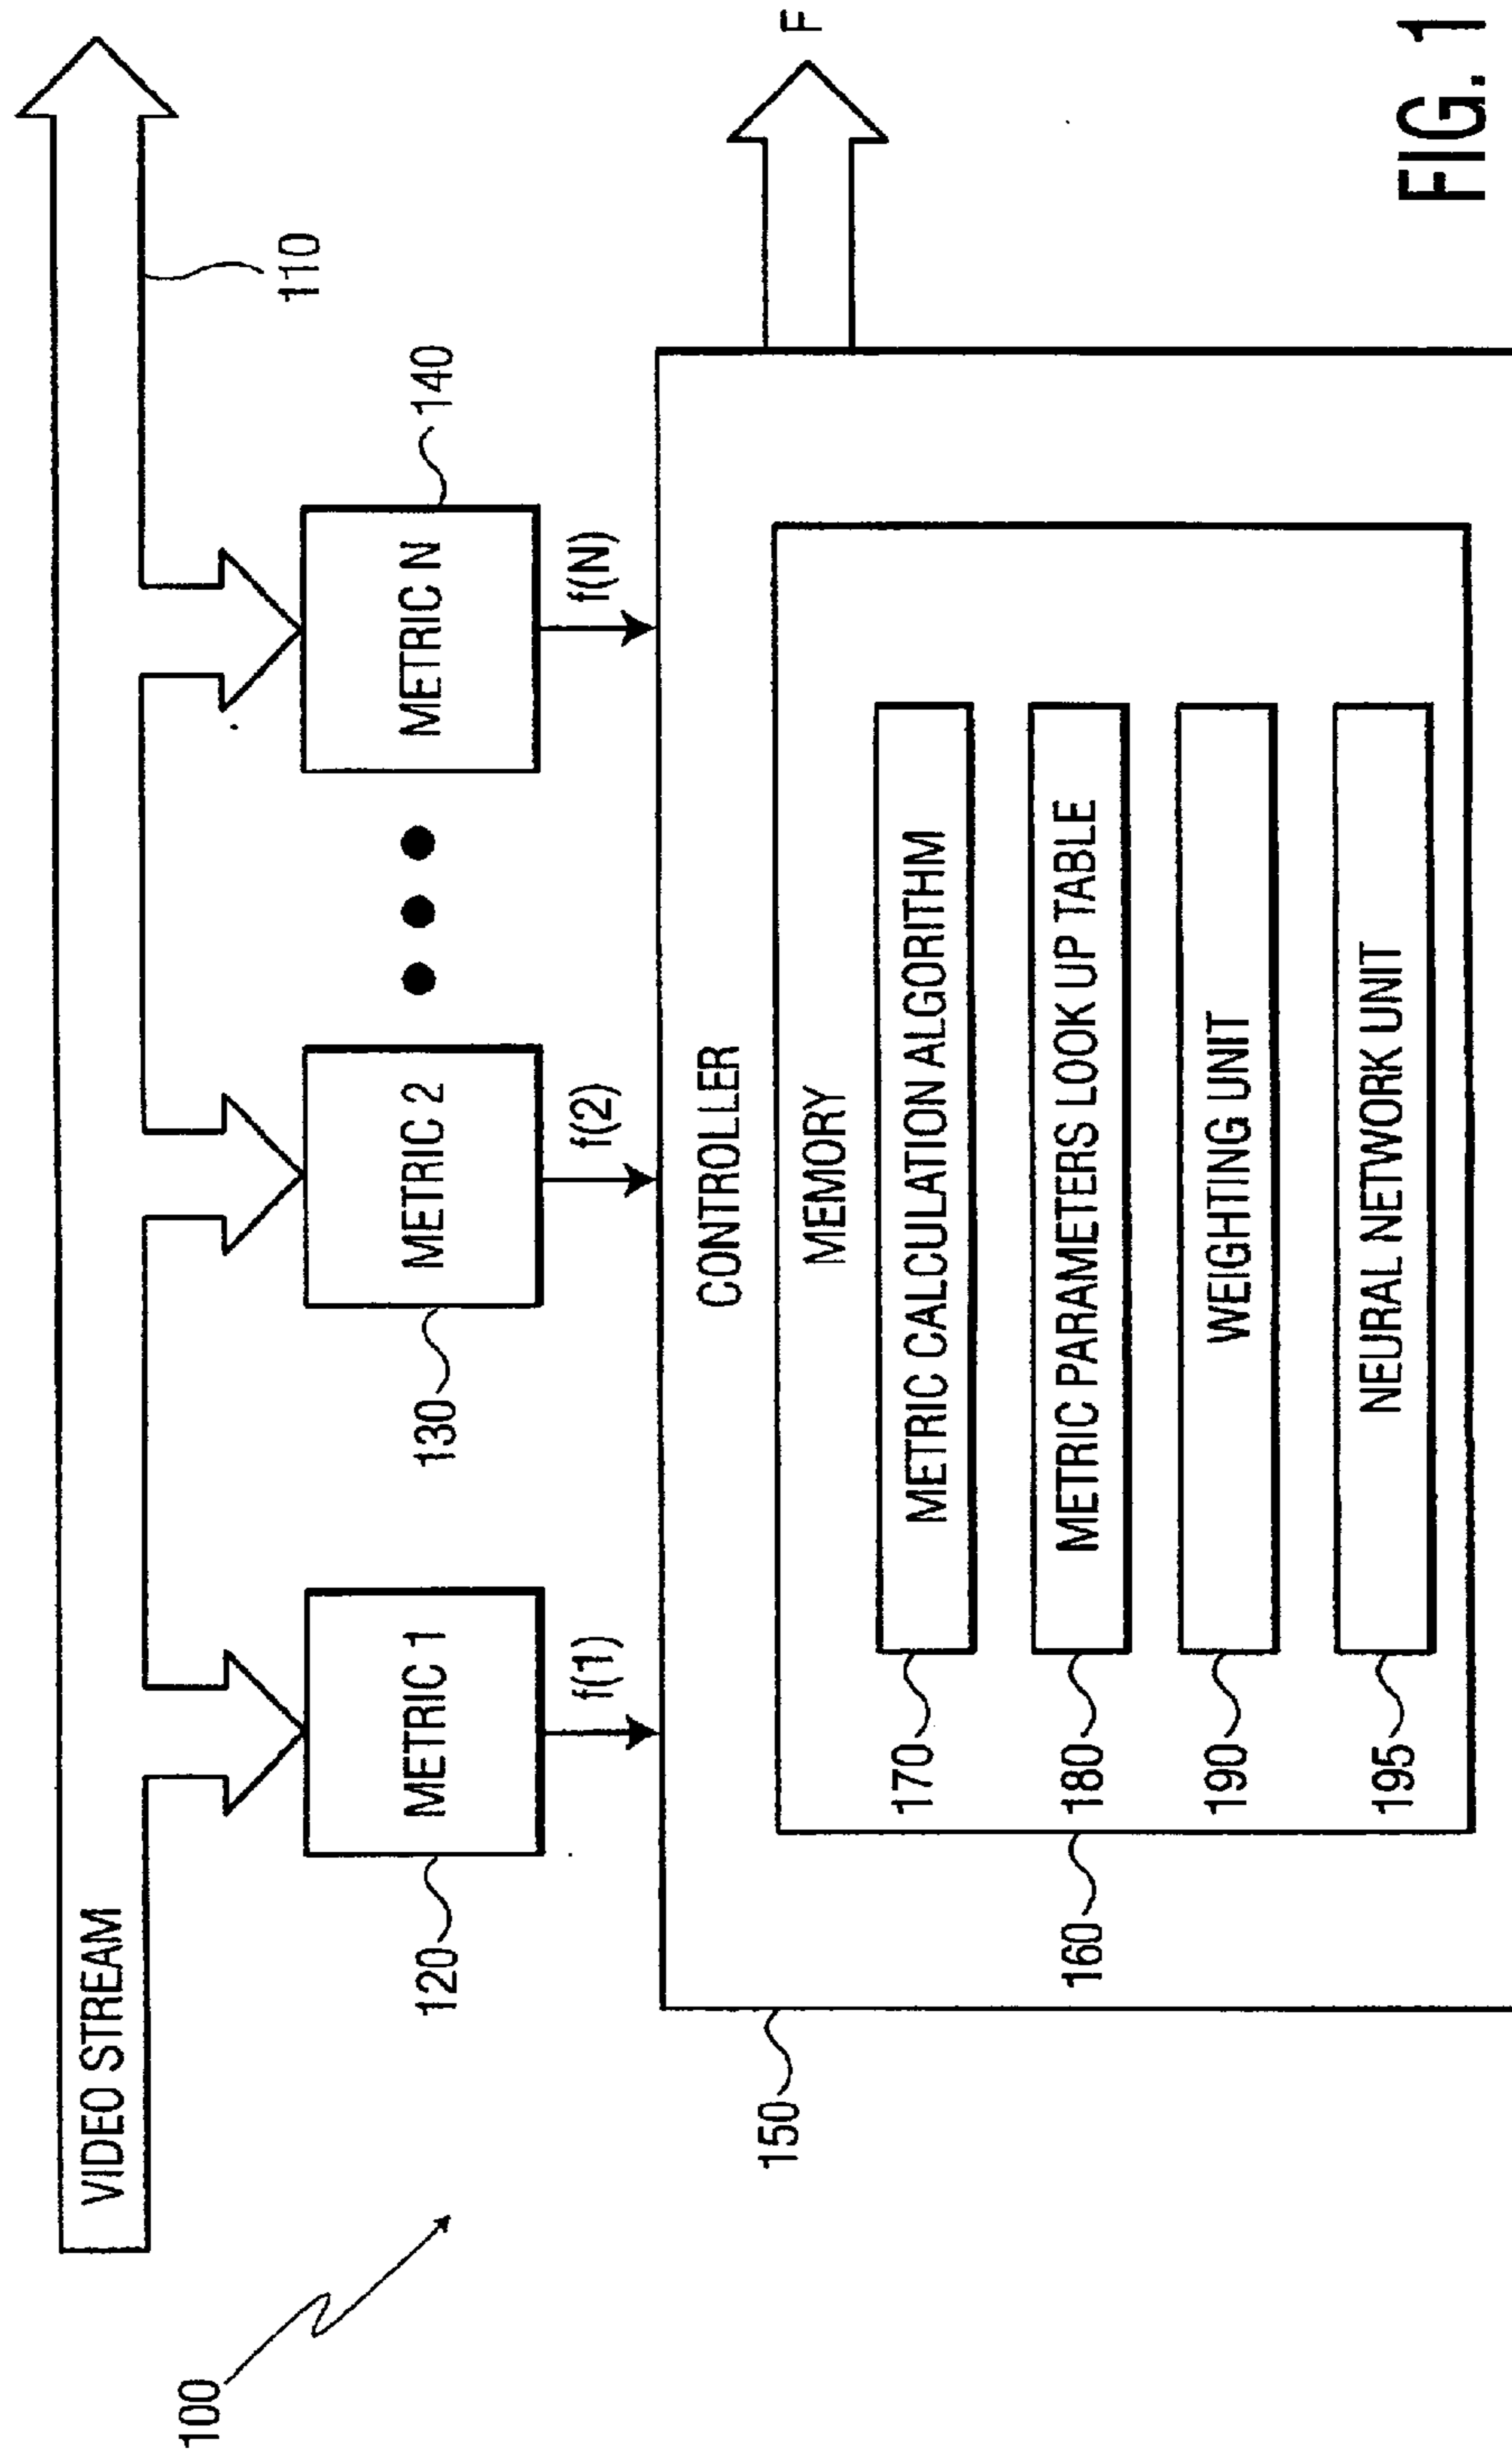 100
VIDEO STREAM
110
120
METRIC 1
130
METRIC 2
METRIC N
140
f(1)
f(2)
f(N)
150
CONTROLLER
F
160
MEMORY
170
METRIC CALCULATION ALGORITHM
180
METRIC PARAMETERS LOOK UP TABLE
190
WEIGHTING UNIT
195
NEURAL NETWORK UNIT
FIG. 1